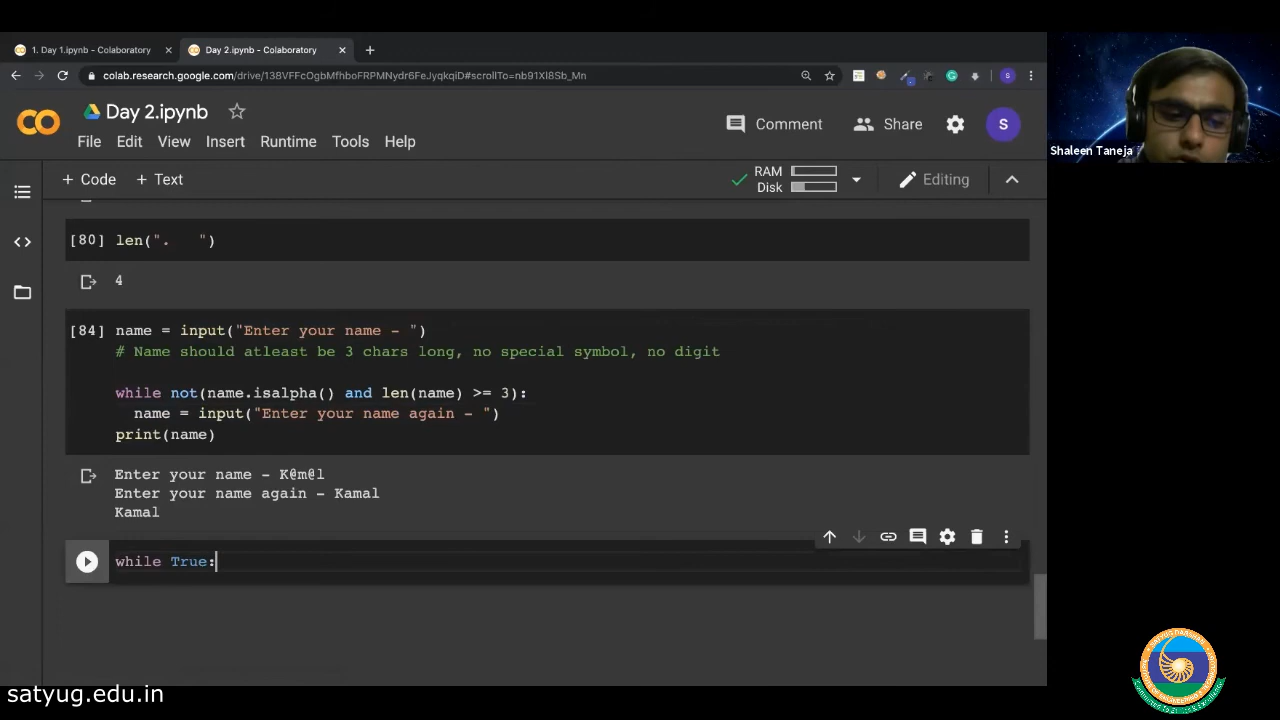 1. Day 1.ipynb - Colaboratory
Day 2.ipynb - Colaboratory
colab.research.google.com/drive/138VFFcOgbMfhboFRPMNydr6FeJyqkqiD#scrollTo=nb91XI8Sb_Mn
S
Day 2.ipynb
File Edit View Insert Runtime Tools Help
Comment
Share
S
Shaleen Taneja
+ Code + Text
RAM
Disk
Editing
[80] len(".   ")
4
[84] name = input("Enter your name - ")
# Name should atleast be 3 chars long, no special symbol, no digit
while not(name.isalpha() and len(name) >= 3):
name = input("Enter your name again - ")
print(name)
Enter your name - K@m@l
Enter your name again - Kamal
Kamal
while True:
satyug.edu.in